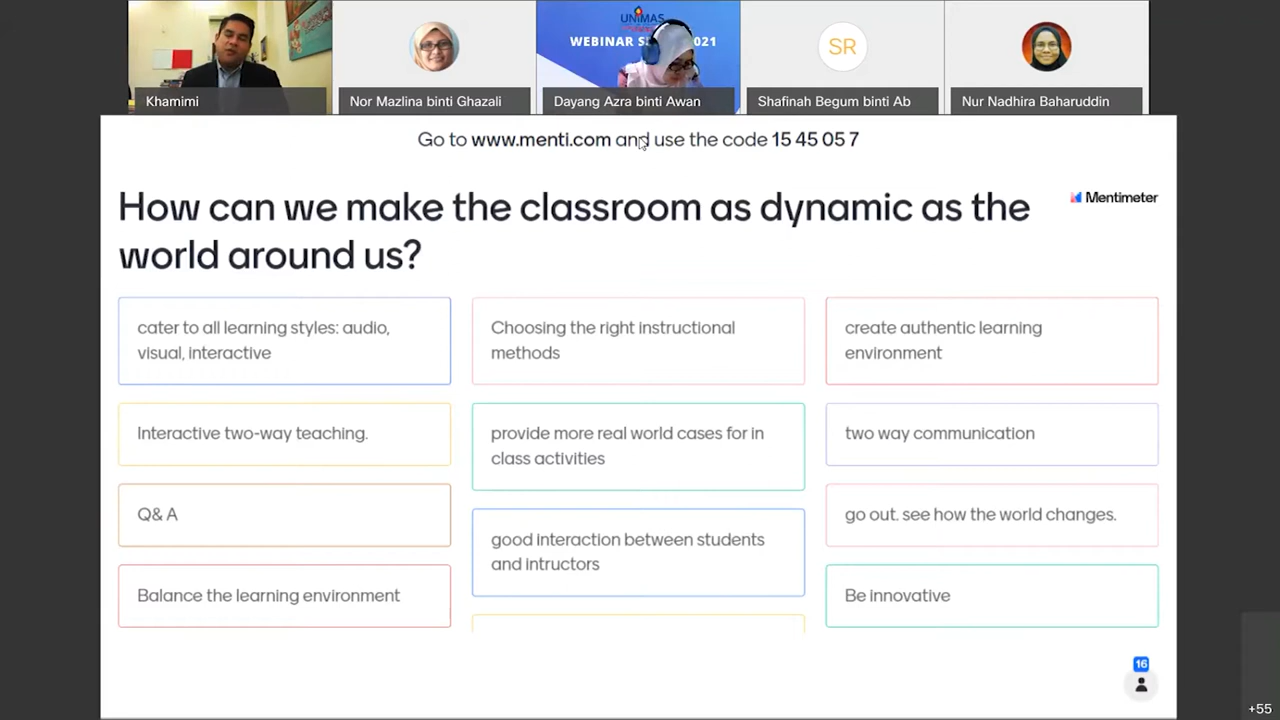 UNIMAS
WEBINAR S 2021
Khamimi
Nor Mazlina binti Ghazali
Dayang Azra binti Awan
SR
Shafinah Begum binti Ab
Nur Nadhira Baharuddin
Go to www.menti.com and use the code 15 45 05 7
How can we make the classroom as dynamic as the
world around us?
Mentimeter
cater to all learning styles: audio,
visual, interactive
Choosing the right instructional
methods
create authentic learning
environment
Interactive two-way teaching.
provide more real world cases for in
class activities
two way communication
Q& A
good interaction between students
and intructors
go out. see how the world changes.
Balance the learning environment
Be innovative
16
+55